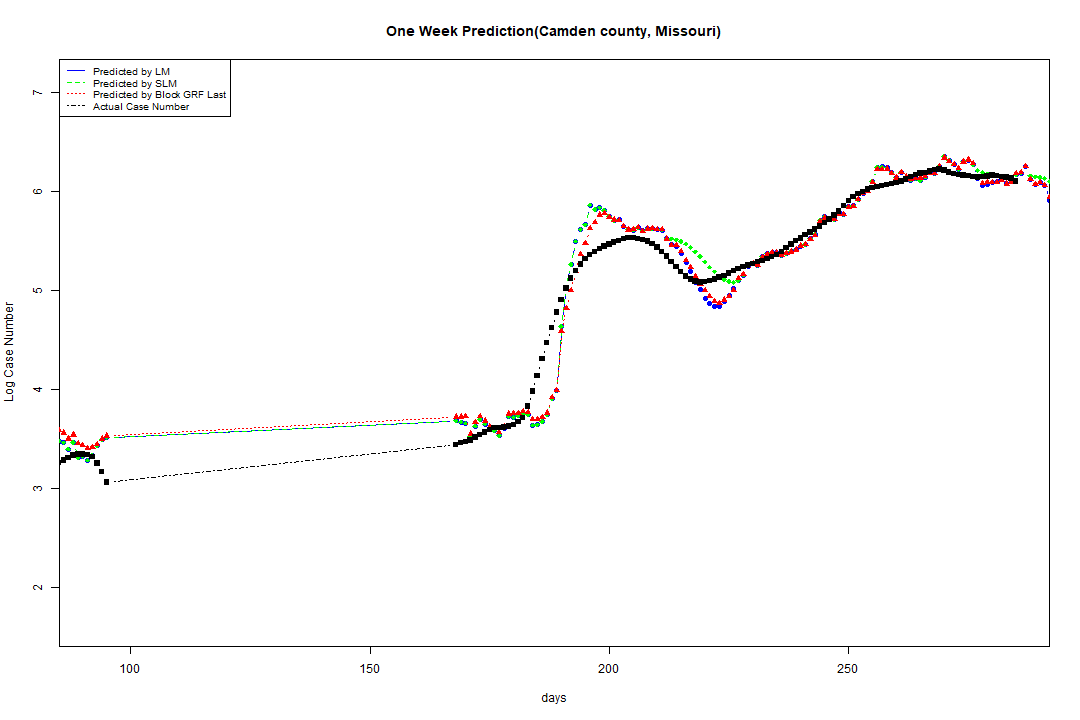 One Week Prediction(Camden county, Missouri)
Predicted by LM
Predicted by SLM
Predicted by Block GRF Last
Actual Case Number
7
6
5
4
3
2
Log Case Number
100
150
200
250
days